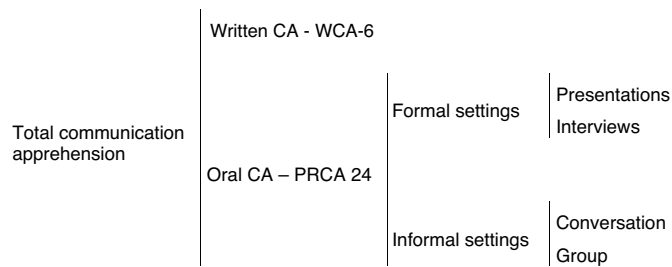 Written CA - WCA-6
Total communication
apprehension
Oral CA – PRCA 24
Formal settings
Presentations
Interviews
Informal settings
Conversation
Group